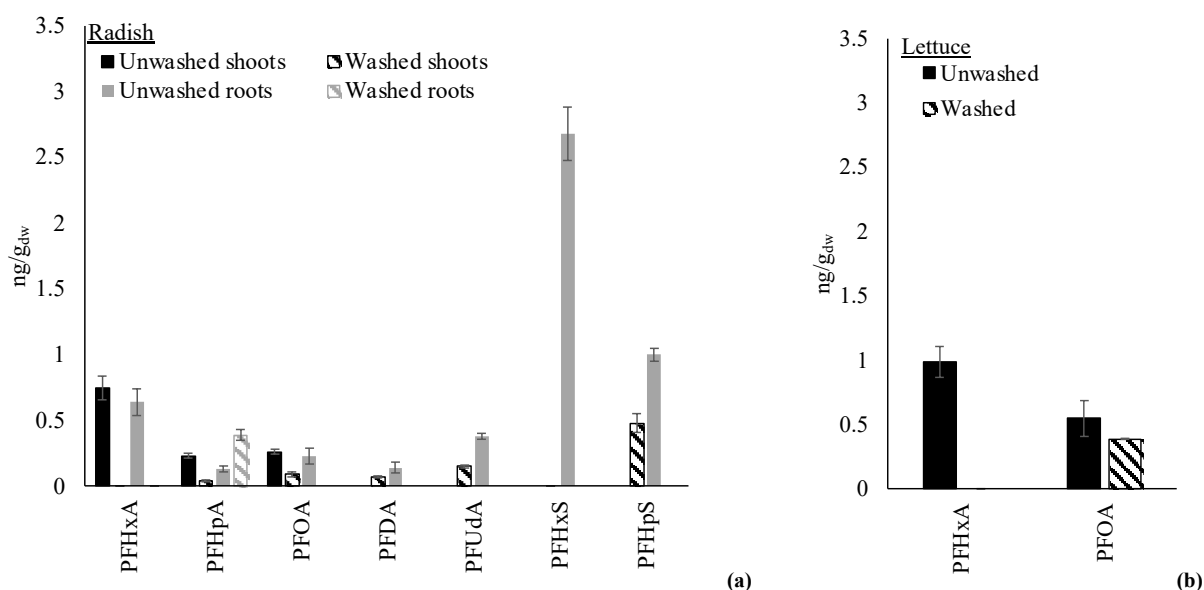 Radish
Unwashed shoots Washed shoots
Unwashed roots Washed roots
ng/gdw
3.5
3
2.5
2
1.5
1
0.5
0
PFHxA
PFHpA
PFOA
PFDA
PFUdA
PFHxS
PFHpS
(a)
Lettuce
Unwashed
Washed
ng/gdw
3.5
3
2.5
2
1.5
1
0.5
0
PFHxA
PFOA
(b)